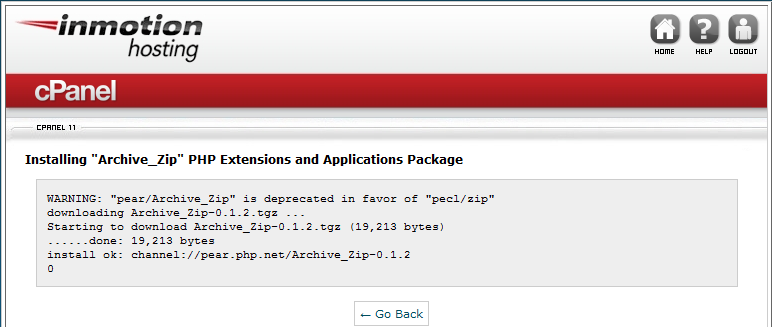 inmotion
hosting
HOME HELP LOGOUT
cPanel
CPANEL 11
Installing "Archive_Zip" PHP Extensions and Applications Package
WARNING: "pear/Archive_Zip" is deprecated in favor of "pecl/zip"
downloading Archive_Zip-0.1.2.tgz ...
Starting to download Archive_Zip-0.1.2.tgz (19,213 bytes)
......done: 19,213 bytes
install ok: channel://pear.php.net/Archive_Zip-0.1.2
0
← Go Back